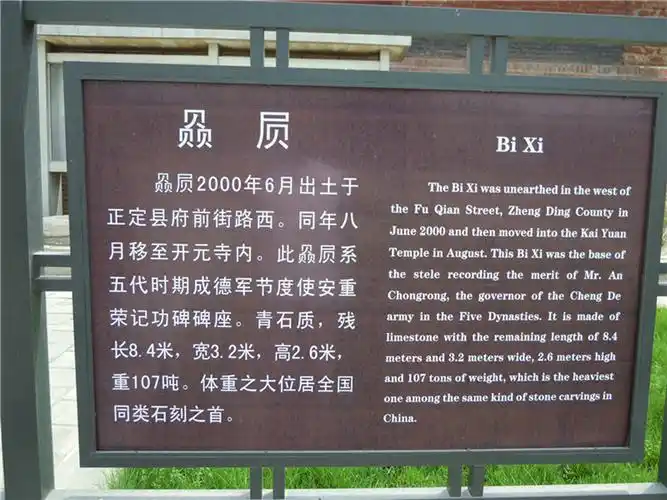 赑屃
赑屃2000年6月出土于
正定县府前街路西。同年八
月移至开元寺内。此赑屃系
五代时期成德军节度使安重
荣记功碑碑座。青石质，残
长8.4米，宽3.2米，高2.6米，
重107吨。体重之大位居全国
同类石刻之首。
Bi Xi
The Bi Xi was unearthed in the west of
the Fu Qian Street, Zheng Ding County in
June 2000 and then moved into the Kai Yuan
Temple in August. This Bi Xi was the base of
the stele recording the merit of Mr. An
Chongrong, the governor of the Cheng De
army in the Five Dynasties. It is made of
limestone with the remaining length of 8.4
meters and 3.2 meters wide, 2.6 meters high
and 107 tons of weight, which is the heaviest
one among the same kind of stone carvings in
China.